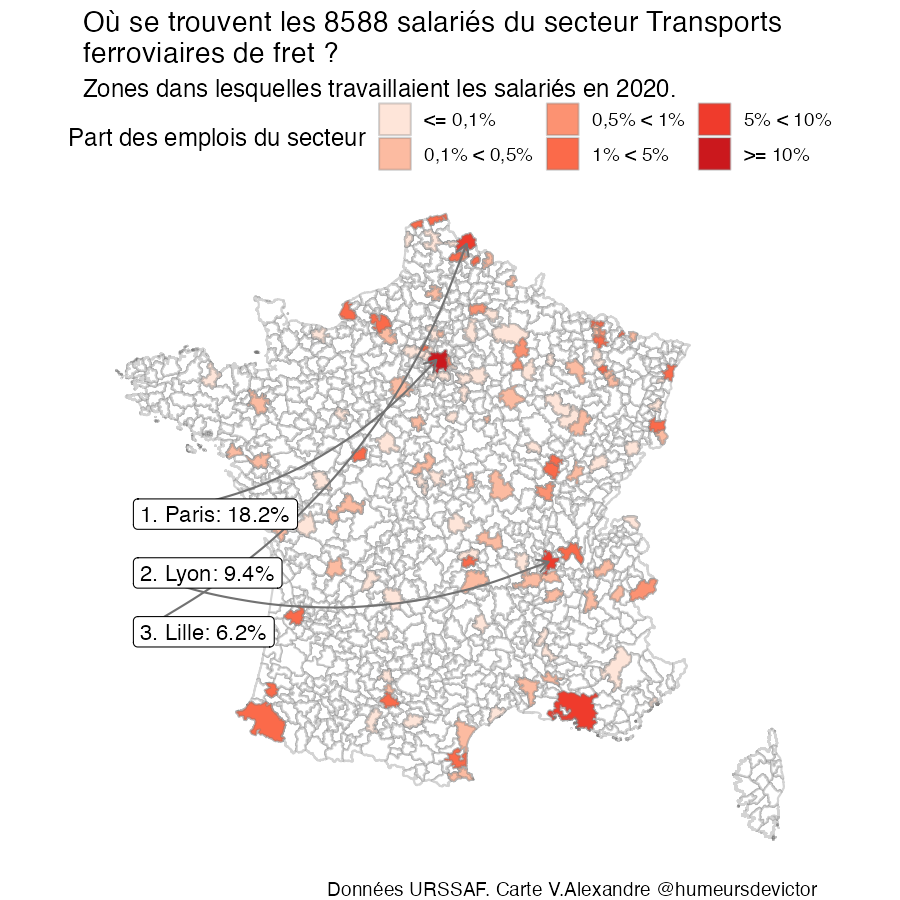 Où se trouvent les 8588 salariés du secteur Transports
ferroviaires de fret ?
Zones dans lesquelles travaillaient les salariés en 2020.
Part des emplois du secteur
<= 0,1%
0,5% < 1%
5% < 10%
0,1% < 0,5%
1% < 5%
>= 10%
1. Paris: 18.2%
2. Lyon: 9.4%
3. Lille: 6.2%
Données URSSAF. Carte V.Alexandre @humeursdevictor